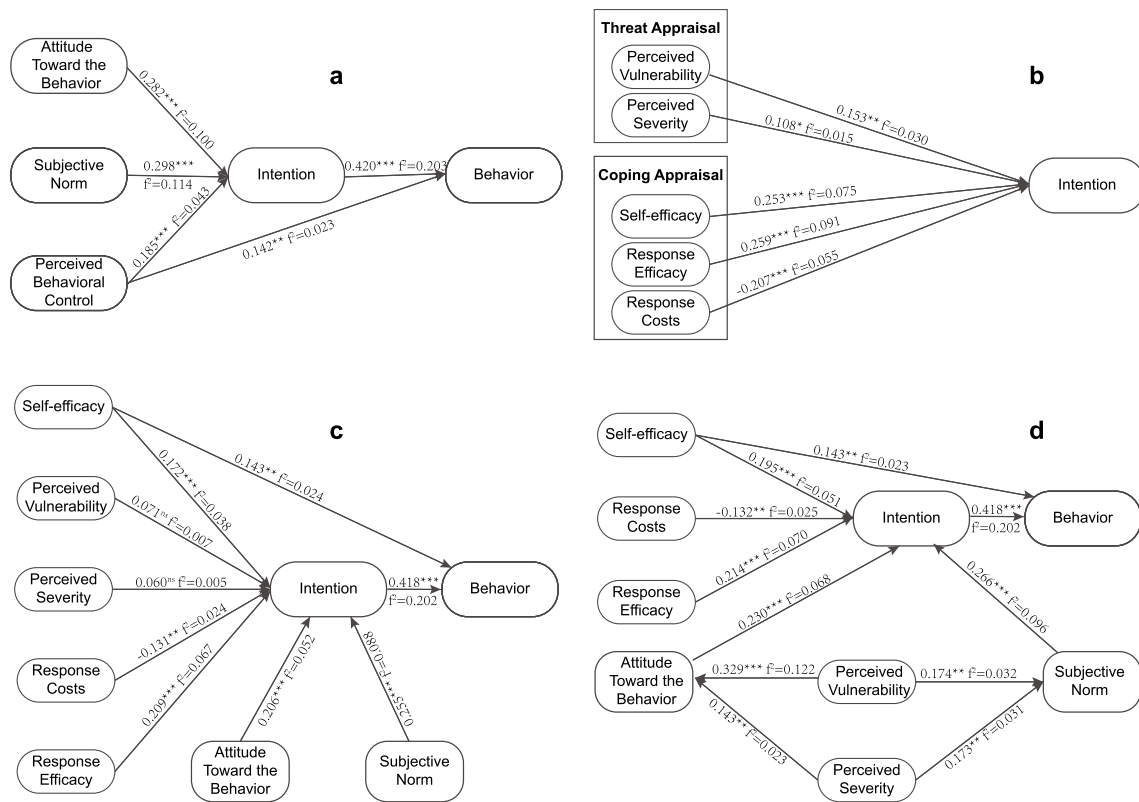 a
Attitude
Toward the
Behavior
0.282*** f²=0.100
Subjective
Norm
0.298***
f²=0.114
Intention
0.420*** f²=0.203
Behavior
0.185*** f²=0.043
0.142** f²=0.023
Perceived
Behavioral
Control
b
Threat Appraisal
Perceived
Vulnerability
0.153** f²=0.030
Perceived
Severity
0.108* f²=0.015
Coping Appraisal
Self-efficacy
0.253*** f²=0.075
Response
Efficacy
0.259*** f²=0.091
Response
Costs
-0.207*** f²=0.055
Intention
c
Self-efficacy
0.172*** f²=0.038
0.143** f²=0.024
Perceived
Vulnerability
0.071ⁿˢ f²=0.007
Perceived
Severity
0.060ⁿˢ f²=0.005
Intention
0.418***
f²=0.202
Behavior
Response
Costs
-0.131** f²=0.024
Response
Efficacy
0.209*** f²=0.067
0.206*** f²=0.052
0.255*** f²=0.088
Attitude
Toward the
Behavior
Subjective
Norm
d
Self-efficacy
0.195*** f²=0.051
0.143** f²=0.023
Response
Costs
-0.132** f²=0.025
Intention
0.418***
f²=0.202
Behavior
Response
Efficacy
0.214*** f²=0.070
0.230*** f²=0.068
0.266*** f²=0.096
Attitude
Toward the
Behavior
0.329*** f²=0.122
Perceived
Vulnerability
0.174** f²=0.032
Subjective
Norm
0.143** f²=0.023
0.173** f²=0.031
Perceived
Severity